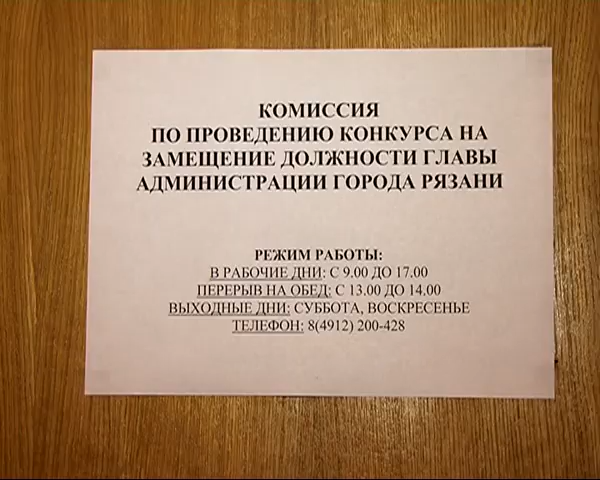 КОМИССИЯ
ПО ПРОВЕДЕНИЮ КОНКУРСА НА
ЗАМЕЩЕНИЕ ДОЛЖНОСТИ ГЛАВЫ
АДМИНИСТРАЦИИ ГОРОДА РЯЗАНИ
РЕЖИМ РАБОТЫ:
В РАБОЧИЕ ДНИ: С 9.00 ДО 17.00
ПЕРЕРЫВ НА ОБЕД: С 13.00 ДО 14.00
ВЫХОДНЫЕ ДНИ: СУББОТА, ВОСКРЕСЕНЬЕ
ТЕЛЕФОН: 8(4912) 200-428